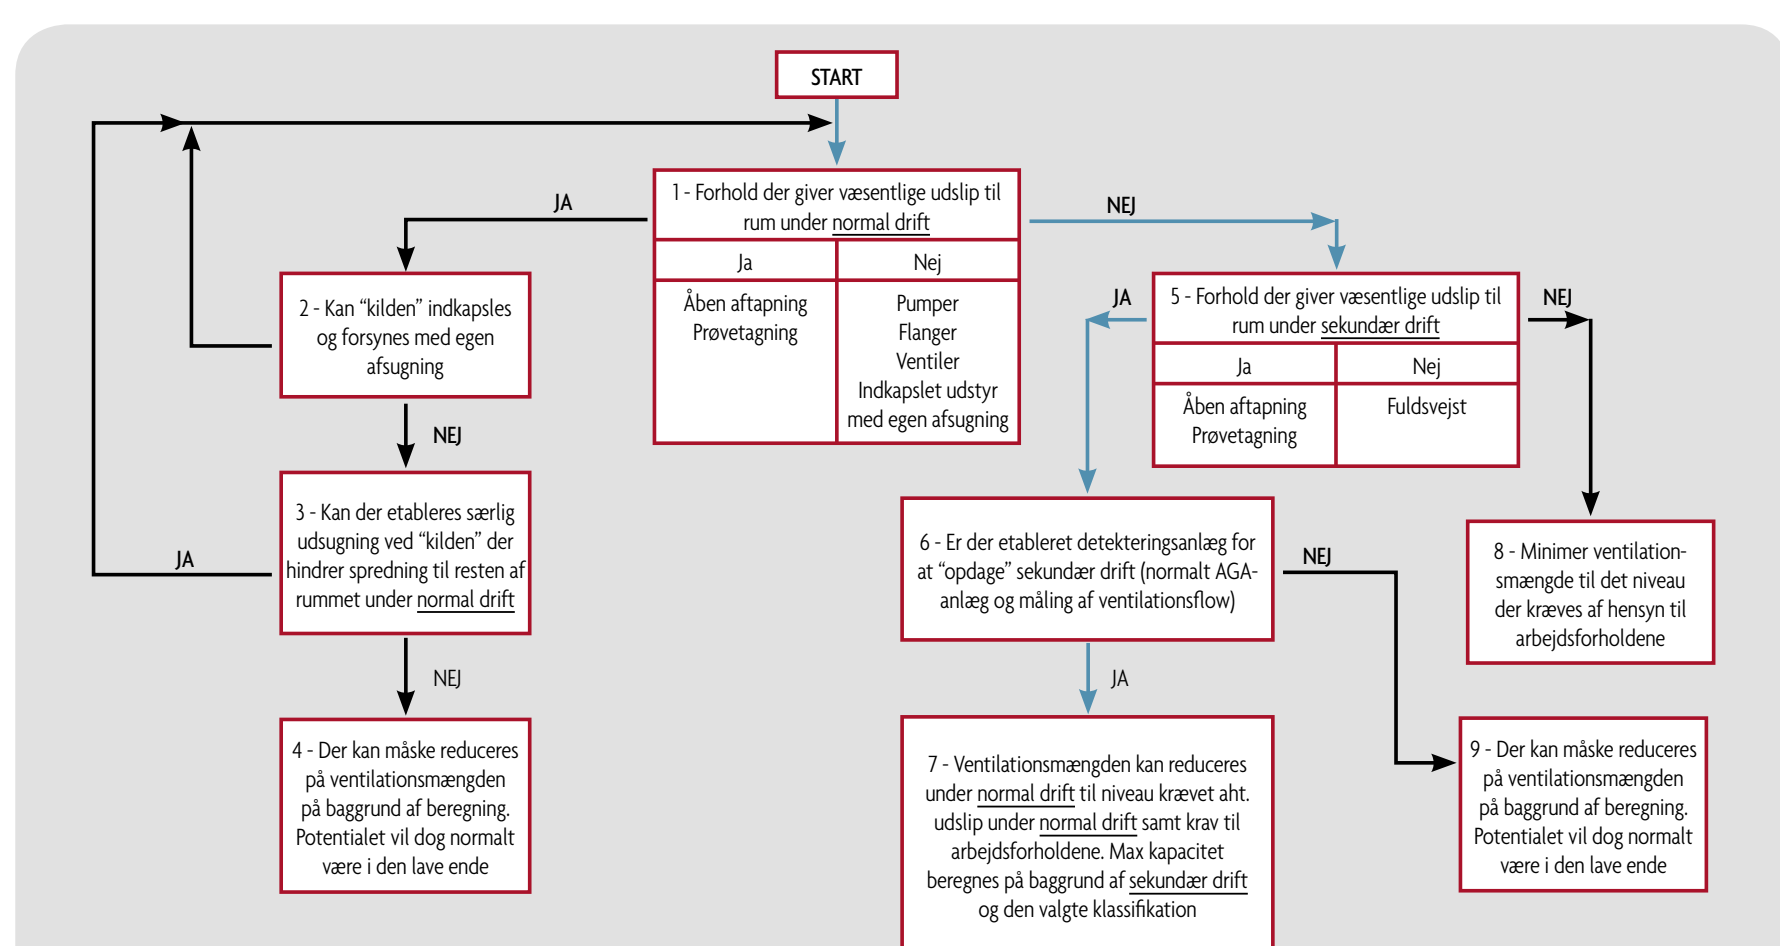 START
JA
1 - Forhold der giver væsentlige udslip til
rum under normal drift
Ja
Nej
Åben aftapning
Prøvetagning
Pumper
Flanger
Ventiler
Indkapslet udstyr
med egen afsugning
NEJ
2 - Kan “kilden” indkapsles
og forsynes med egen
afsugning
NEJ
3 - Kan der etableres særlig
udsugning ved “kilden” der
hindrer spredning til resten af
rummet under normal drift
JA
NEJ
4 - Der kan måske reduceres
på ventilationsmængden
på baggrund af beregning.
Potentialet vil dog normalt
være i den lave ende
JA
5 - Forhold der giver væsentlige udslip til
rum under sekundær drift
Ja
Nej
Åben aftapning
Prøvetagning
Fuldsvejst
NEJ
6 - Er der etableret detekteringsanlæg for
at “opdage” sekundær drift (normalt AGA-
anlæg og måling af ventilationsflow)
NEJ
JA
7 - Ventilationsmængden kan reduceres
under normal drift til niveau krævet aht.
udslip under normal drift samt krav til
arbejdsforholdene. Max kapacitet
beregnes på baggrund af sekundær drift
og den valgte klassifikation
8 - Minimer ventilation-
smængde til det niveau
der kræves af hensyn til
arbejdsforholdene
9 - Der kan måske reduceres
på ventilationsmængden
på baggrund af beregning.
Potentialet vil dog normalt
være i den lave ende